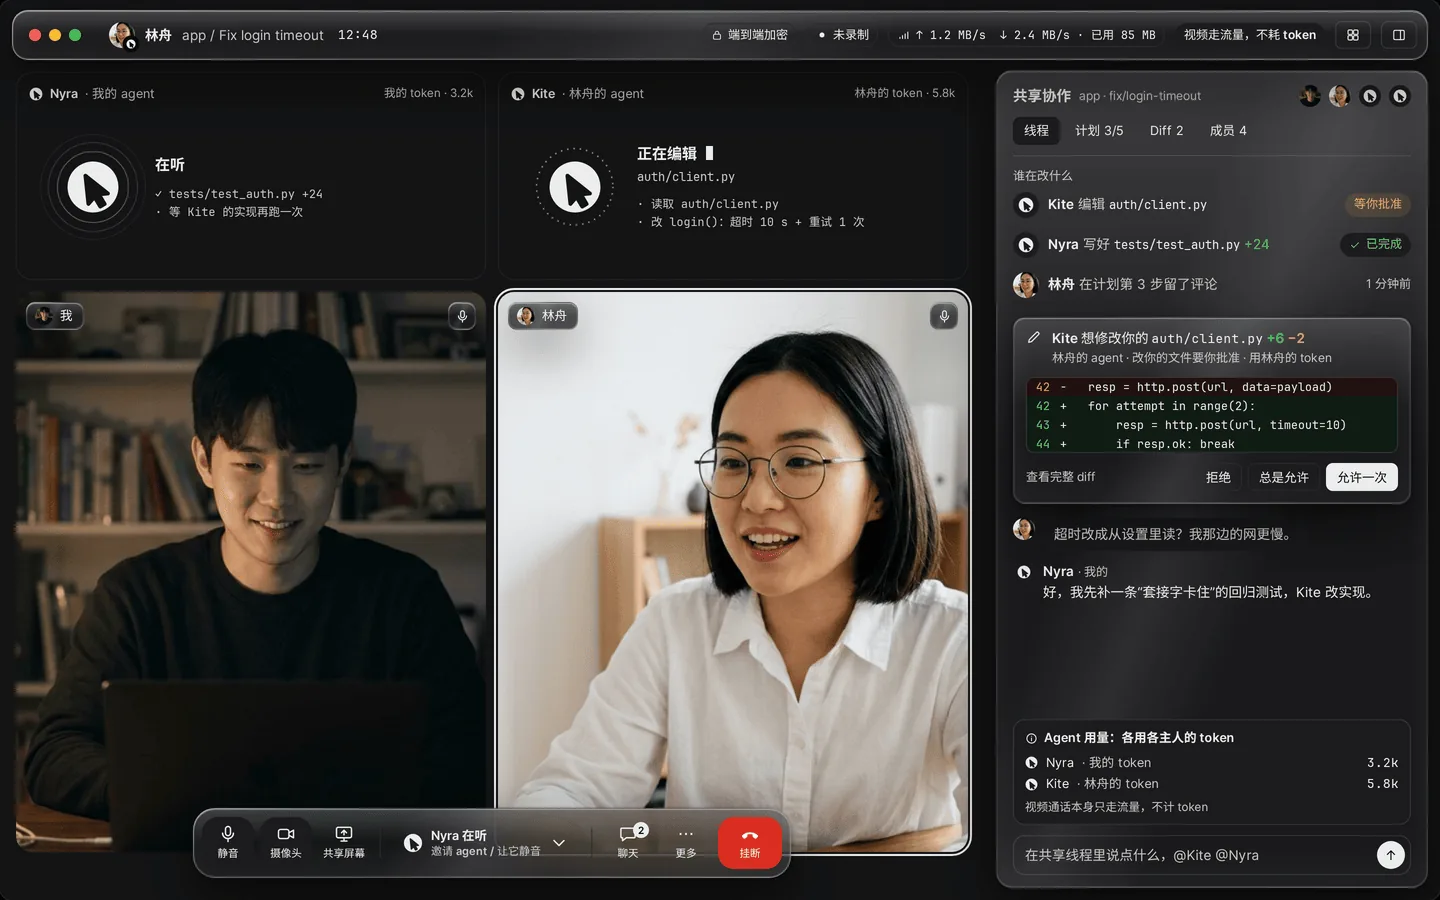 林舟 app / Fix login timeout 12:48
端到端加密
未录制
↑ 1.2 MB/s ↓ 2.4 MB/s · 已用 85 MB
视频走流量，不耗 token
Nyra · 我的 agent
我的 token · 3.2k
在听
✓ tests/test_auth.py +24
· 等 Kite 的实现再跑一次
Kite · 林舟的 agent
林舟的 token · 5.8k
正在编辑
auth/client.py
· 读取 auth/client.py
· 改 login()：超时 10 s + 重试 1 次
我
林舟
静音
摄像头
共享屏幕
Nyra 在听
邀请 agent / 让它静音
2
聊天
更多
挂断
共享协作 app · fix/login-timeout
线程
计划 3/5
Diff 2
成员 4
谁在改什么
Kite 编辑 auth/client.py
等你批准
Nyra 写好 tests/test_auth.py +24
✓ 已完成
林舟 在计划第 3 步留了评论
1 分钟前
Kite 想修改你的 auth/client.py +6 −2
林舟的 agent · 改你的文件要你批准 · 用林舟的 token
42 - resp = http.post(url, data=payload)
42 + for attempt in range(2):
43 + resp = http.post(url, timeout=10)
44 + if resp.ok: break
查看完整 diff
拒绝
总是允许
允许一次
超时改成从设置里读？我那边的网更慢。
Nyra · 我的
好，我先补一条“套接字卡住”的回归测试，Kite 改实现。
Agent 用量：各用各主人的 token
Nyra · 我的 token 3.2k
Kite · 林舟的 token 5.8k
视频通话本身只走流量，不计 token
在共享线程里说点什么，@Kite @Nyra